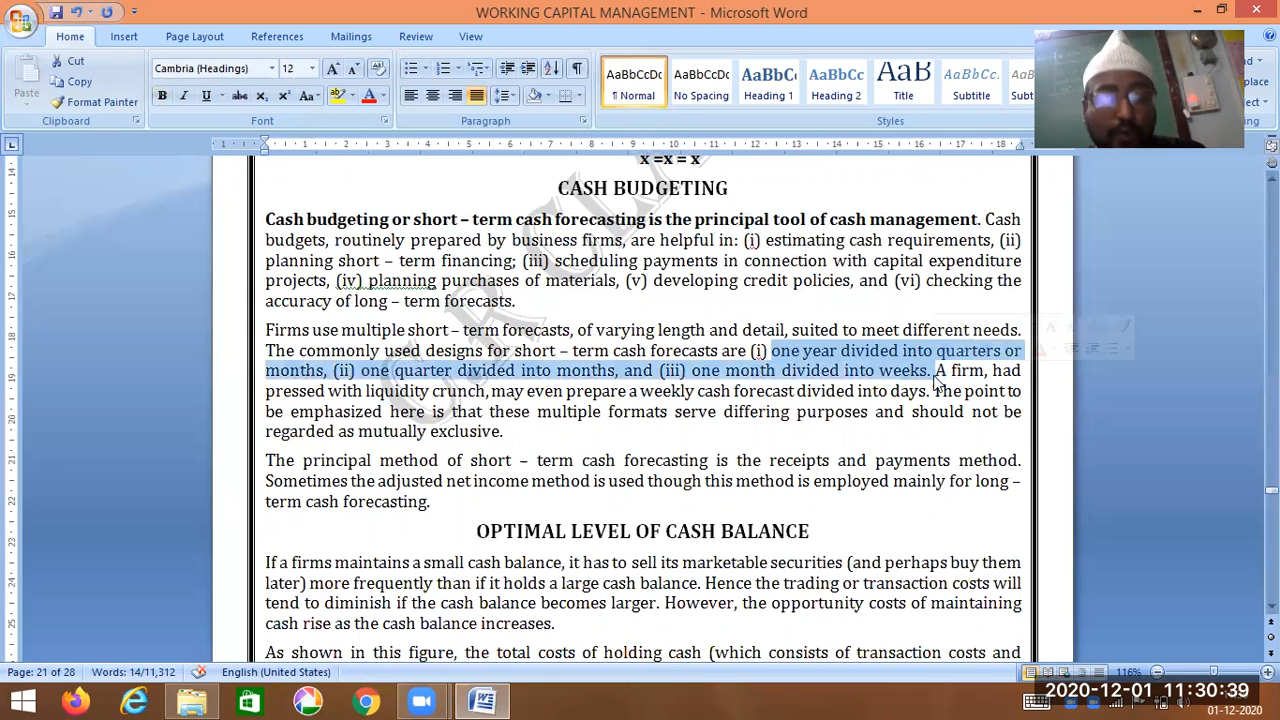 WORKING CAPITAL MANAGEMENT - Microsoft Word
Home Insert Page Layout References Mailings Review View
Paste
Cut
Copy
Format Painter
Clipboard
Cambria (Headings) 12
Font
Paragraph
AaBbCcDc AaBbCcDc AaBbC AaBbCc AaB AaBbCc
¶ Normal No Spacing Heading 1 Heading 2 Title Subtitle
Styles
x =x = x
CASH BUDGETING
Cash budgeting or short – term cash forecasting is the principal tool of cash management. Cash
budgets, routinely prepared by business firms, are helpful in: (i) estimating cash requirements, (ii)
planning short – term financing; (iii) scheduling payments in connection with capital expenditure
projects, (iv) planning purchases of materials, (v) developing credit policies, and (vi) checking the
accuracy of long – term forecasts.
Firms use multiple short – term forecasts, of varying length and detail, suited to meet different needs.
The commonly used designs for short – term cash forecasts are (i) one year divided into quarters or
months, (ii) one quarter divided into months, and (iii) one month divided into weeks. A firm, had
pressed with liquidity crunch, may even prepare a weekly cash forecast divided into days. The point to
be emphasized here is that these multiple formats serve differing purposes and should not be
regarded as mutually exclusive.
The principal method of short – term cash forecasting is the receipts and payments method.
Sometimes the adjusted net income method is used though this method is employed mainly for long –
term cash forecasting.
OPTIMAL LEVEL OF CASH BALANCE
If a firms maintains a small cash balance, it has to sell its marketable securities (and perhaps buy them
later) more frequently than if it holds a large cash balance. Hence the trading or transaction costs will
tend to diminish if the cash balance becomes larger. However, the opportunity costs of maintaining
cash rise as the cash balance increases.
As shown in this figure, the total costs of holding cash (which consists of transaction costs and
Page: 21 of 28 Words: 14/11,312 English (United States) 116%
2020-12-01 11:30:39
01-12-2020